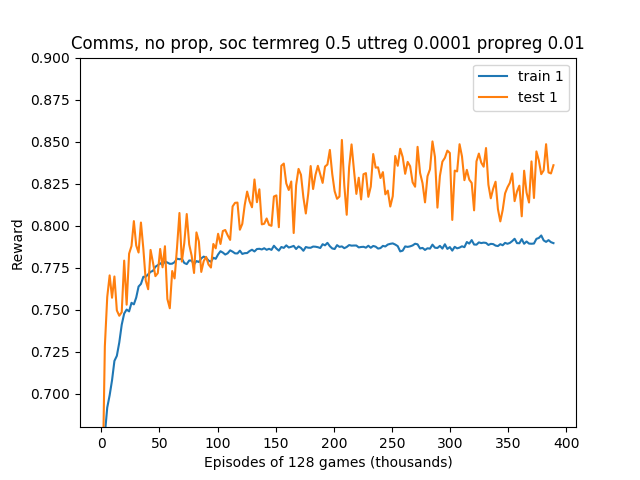 Comms, no prop, soc termreg 0.5 uttreg 0.0001 propreg 0.01
0.900
0.875
0.850
0.825
0.800
0.775
0.750
0.725
0.700
Reward
train 1
test 1
0 50 100 150 200 250 300 350 400
Episodes of 128 games (thousands)